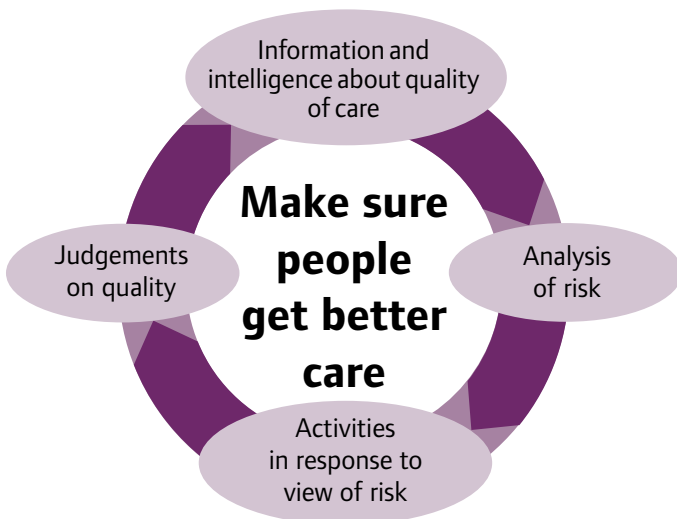 Information and
intelligence about quality
of care
Make sure
people
get better
care
Judgements
on quality
Analysis
of risk
Activities
in response to
view of risk